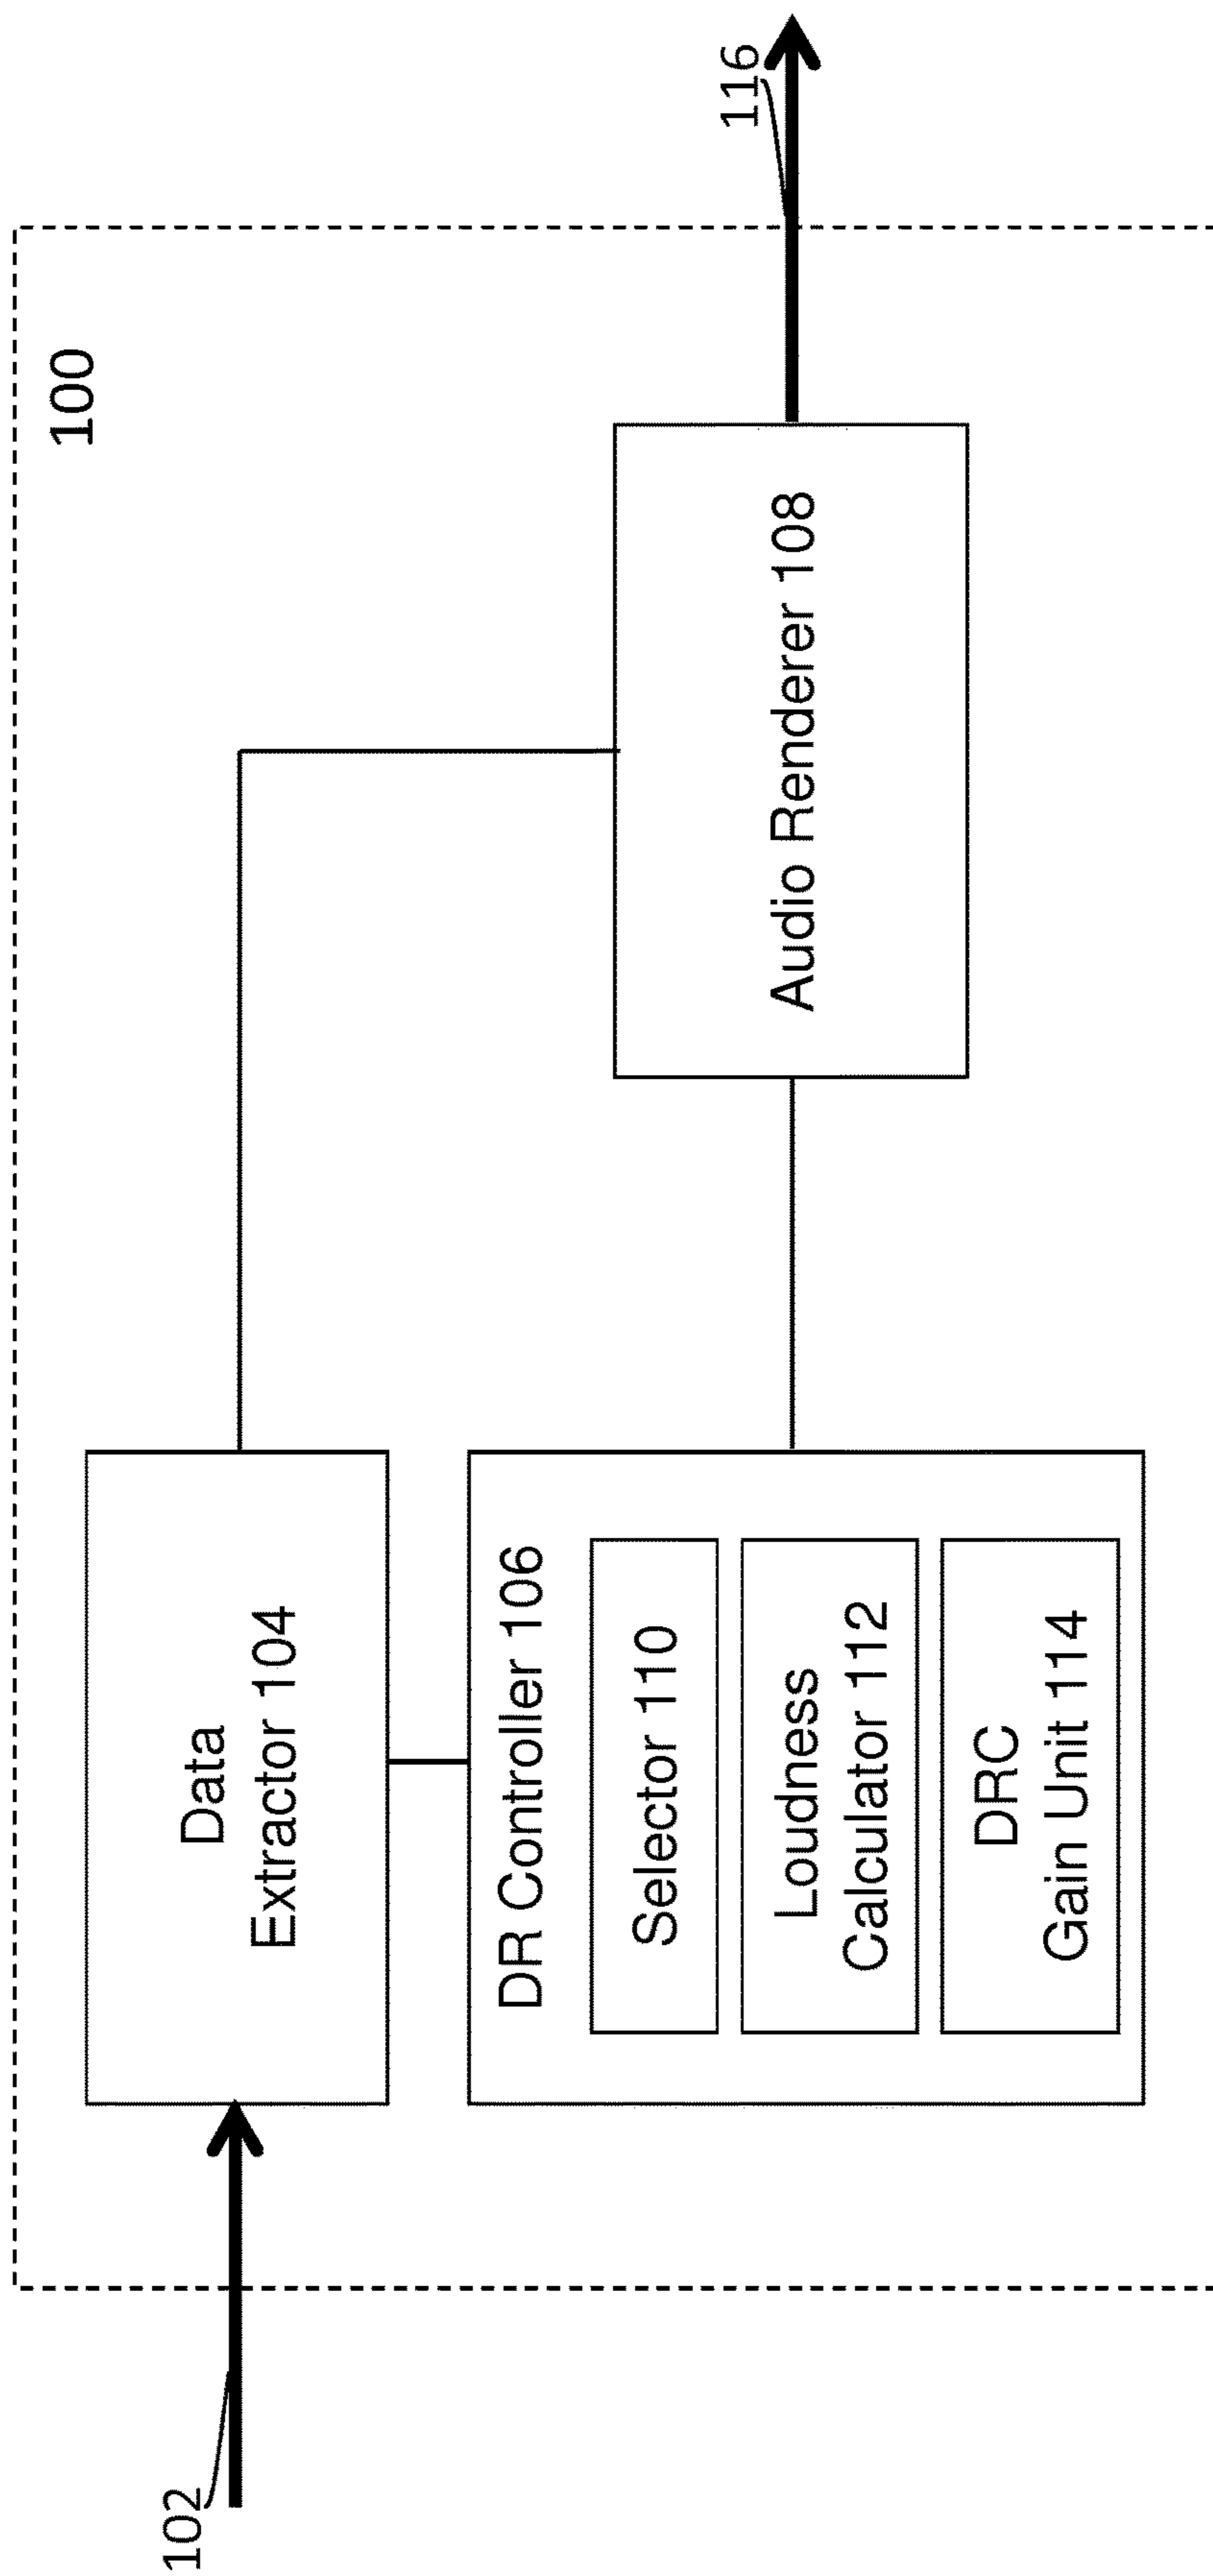 100
102
Data
Extractor 104
DR Controller 106
Selector 110
Loudness
Calculator 112
DRC
Gain Unit 114
Audio Renderer 108
116